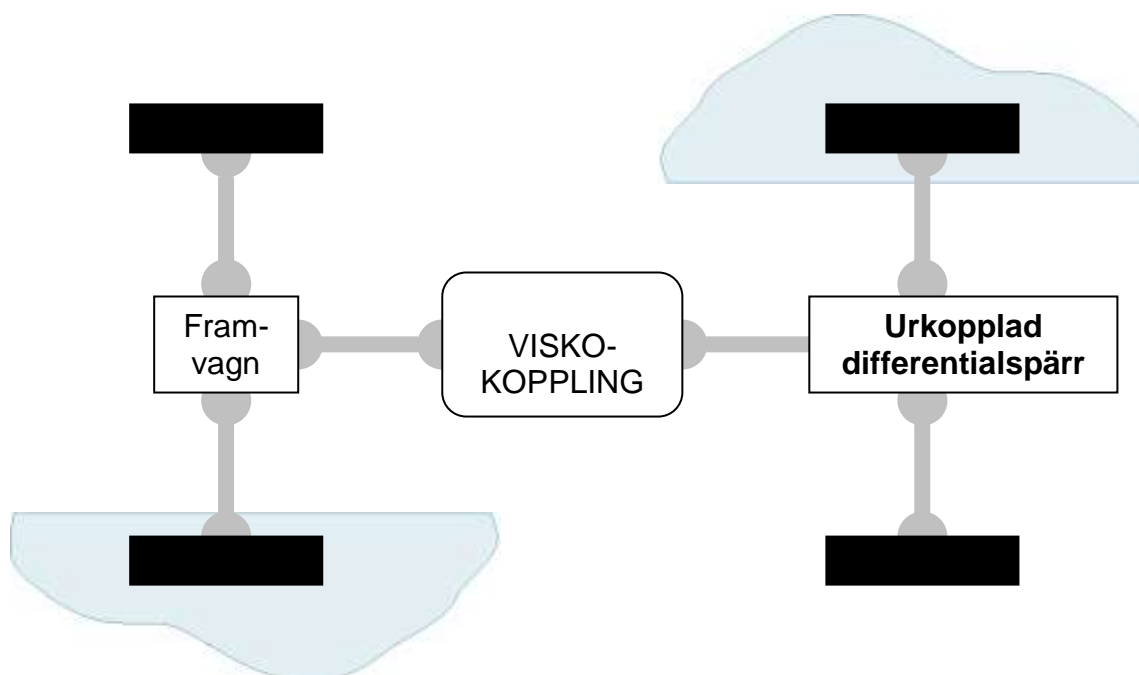 Fram-
vagn
VISKO-
KOPPLING
Urkopplad
differentialspärr